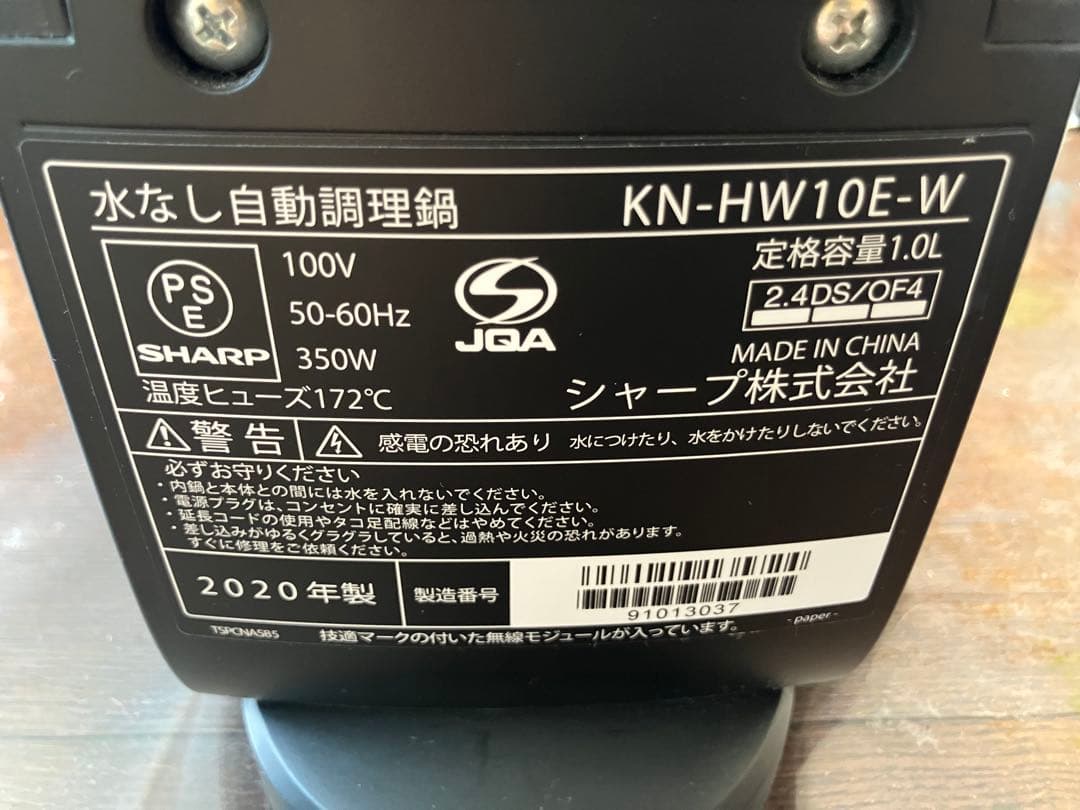 水なし自動調理鍋 KN-HW10E-W
PSE
SHARP
100V
50-60Hz
350W
温度ヒューズ172℃
JQA
定格容量1.0L
2.4DS/OF4
MADE IN CHINA
シャープ株式会社
警告 感電の恐れあり 水につけたり、水をかけたりしないでください。
必ずお守りください
・内鍋と本体との間には水を入れないでください。
・電源プラグは、コンセントに確実に差し込んでください。
・延長コードの使用やタコ足配線などはやめてください。
・差し込みがゆるくグラグラしていると、過熱や火災の恐れがあります。
すぐに修理をご依頼ください。
2020年製 製造番号
91013037
TSPCNA5B5 技適マークの付いた無線モジュールが入っています。
-paper-